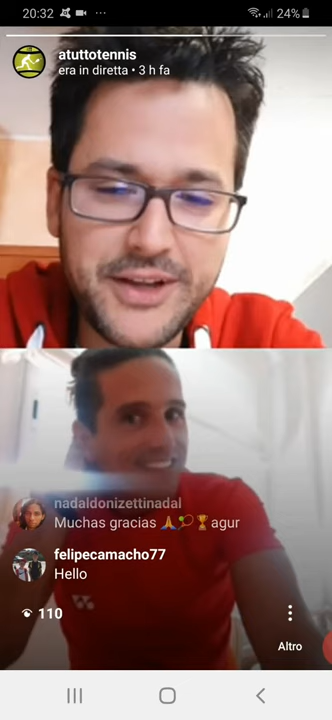 20:32
24%
atuttotennis
era in diretta • 3 h fa
nadaldonizettinadal
Muchas gracias 🙏🎾🏆agur
felipecamacho77
Hello
110
Altro